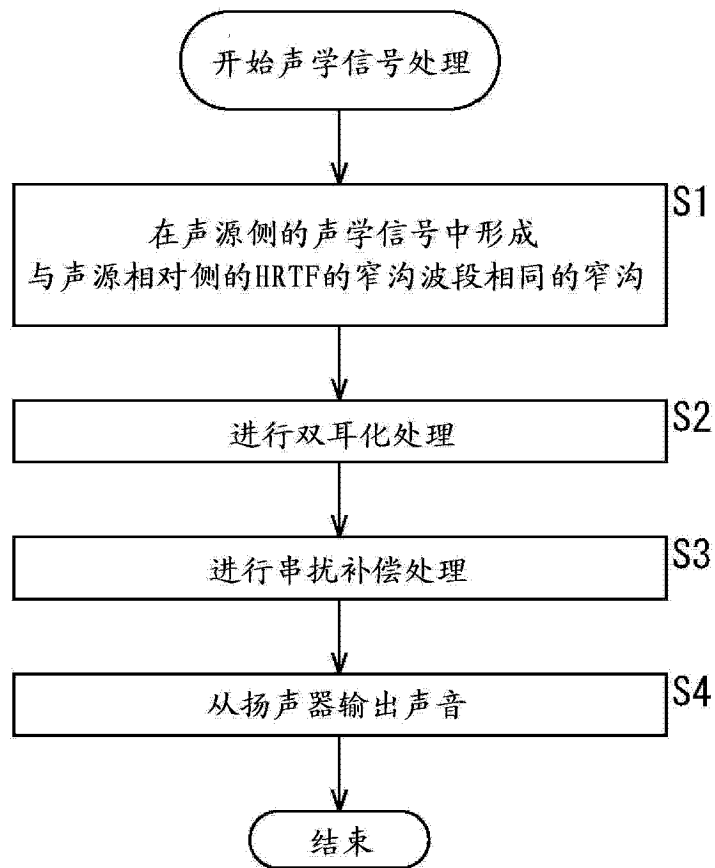 开始声学信号处理
S1
在声源侧的声学信号中形成
与声源相对侧的HRTF的窄沟波段相同的窄沟
S2
进行双耳化处理
S3
进行串扰补偿处理
S4
从扬声器输出声音
结束